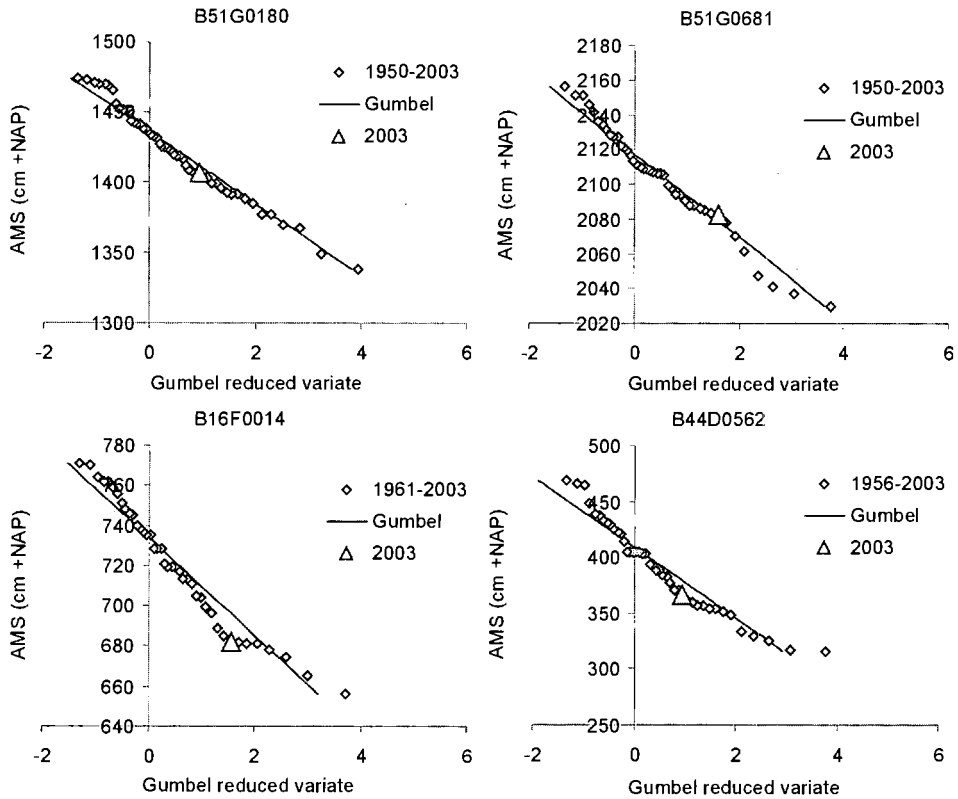 B51G0180
1500
1450
1400
1350
1300
AMS (cm +NAP)
-2 0 2 4 6
Gumbel reduced variate
1950-2003
Gumbel
2003
B51G0681
2180
2160
2140
2120
2100
2080
2060
2040
2020
AMS (cm +NAP)
-2 0 2 4 6
Gumbel reduced variate
1950-2003
Gumbel
2003
B16F0014
780
760
740
720
700
680
660
640
AMS (cm +NAP)
-2 0 2 4 6
Gumbel reduced variate
1961-2003
Gumbel
2003
B44D0562
500
450
400
350
300
250
AMS (cm +NAP)
-2 0 2 4 6
Gumbel reduced variate
1956-2003
Gumbel
2003